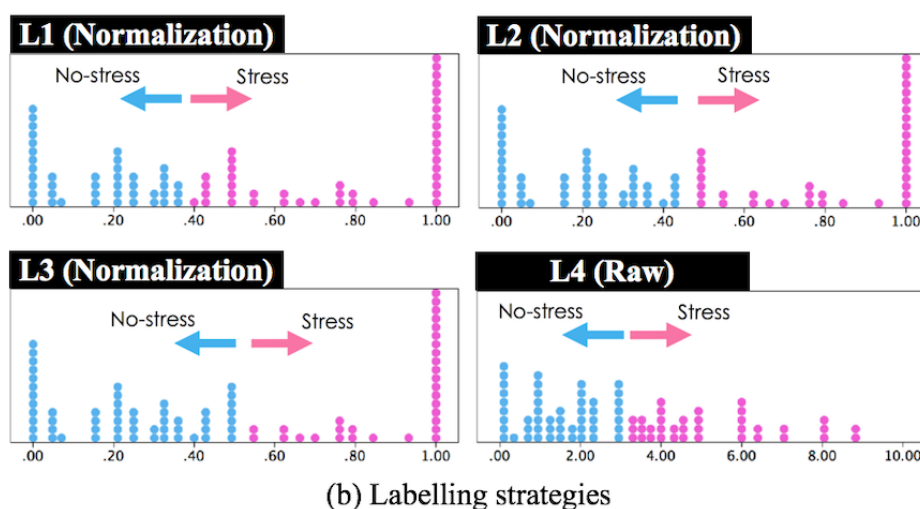 L1 (Normalization)
No-stress Stress
.00 .20 .40 .60 .80 1.00
L2 (Normalization)
No-stress Stress
.00 .20 .40 .60 .80 1.00
L3 (Normalization)
No-stress Stress
.00 .20 .40 .60 .80 1.00
L4 (Raw)
No-stress Stress
.00 2.00 4.00 6.00 8.00 10.00
(b) Labelling strategies